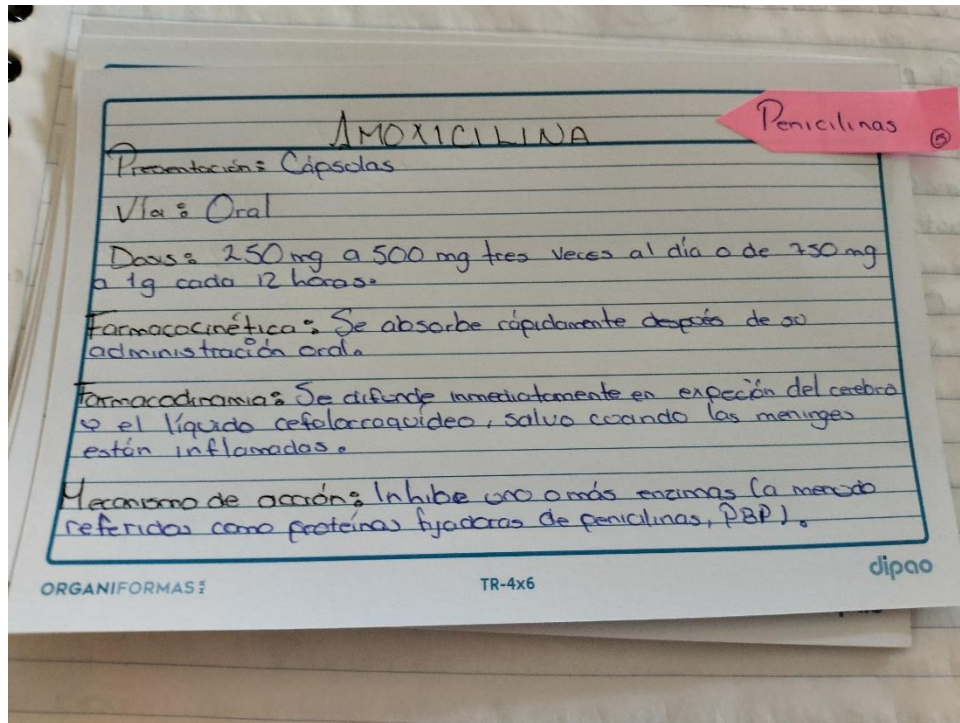 AMOXICILINA
Penicilinas
Presentación: Cápsulas
Vía: Oral
Dosis: 250 mg a 500 mg tres veces al día o de 750 mg
a 1g cada 12 horas.
Farmacocinética: Se absorbe rápidamente después de su
administración oral.
Farmacodinamia: Se difunde inmediatamente en expeción del cerebro
y el líquido cefalorraquídeo, salvo cuando las meninges
están inflamadas.
Mecanismo de acción: Inhibe uno o más enzimas (a menudo
referidas como proteínas fijadoras de penicilinas, PBP).
ORGANIFORMAS
TR-4x6
dipao